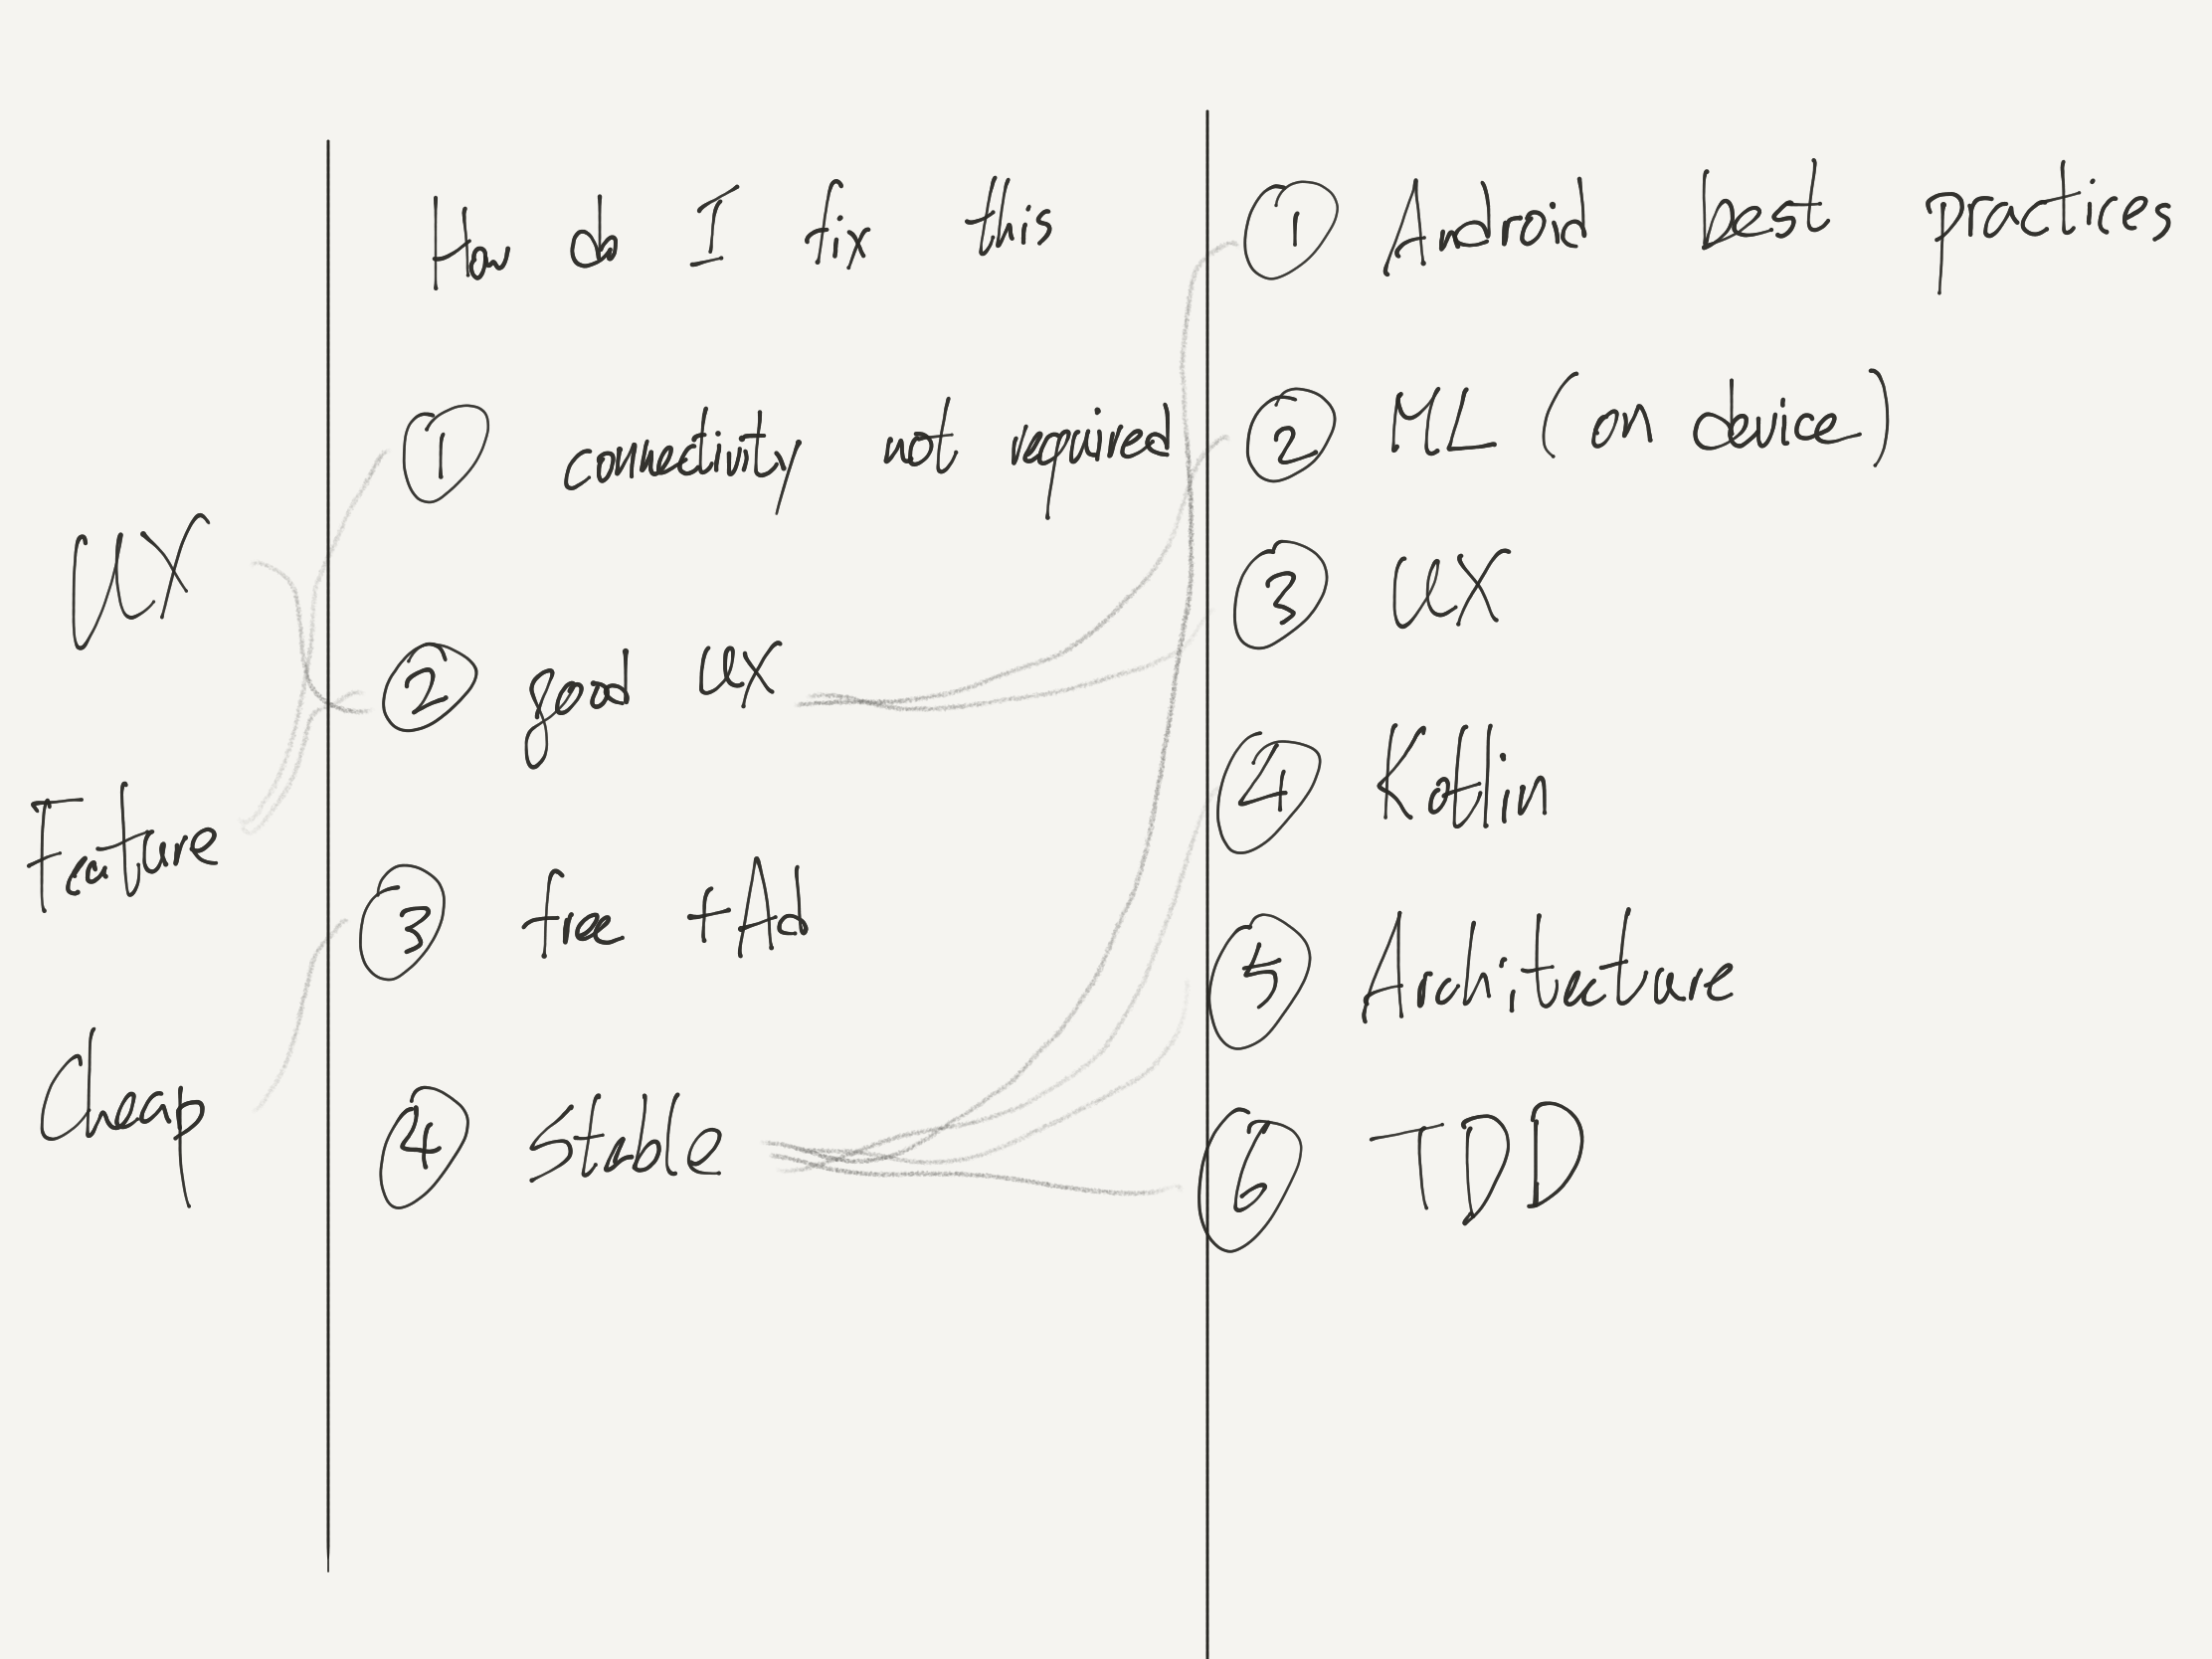 UX
Feature
Cheap
How do I fix this
① connectivity not required
② good UX
③ free + Ad
④ Stable
① Android best practices
② ML (on device)
③ UX
④ Kotlin
⑤ Architecture
⑥ TDD